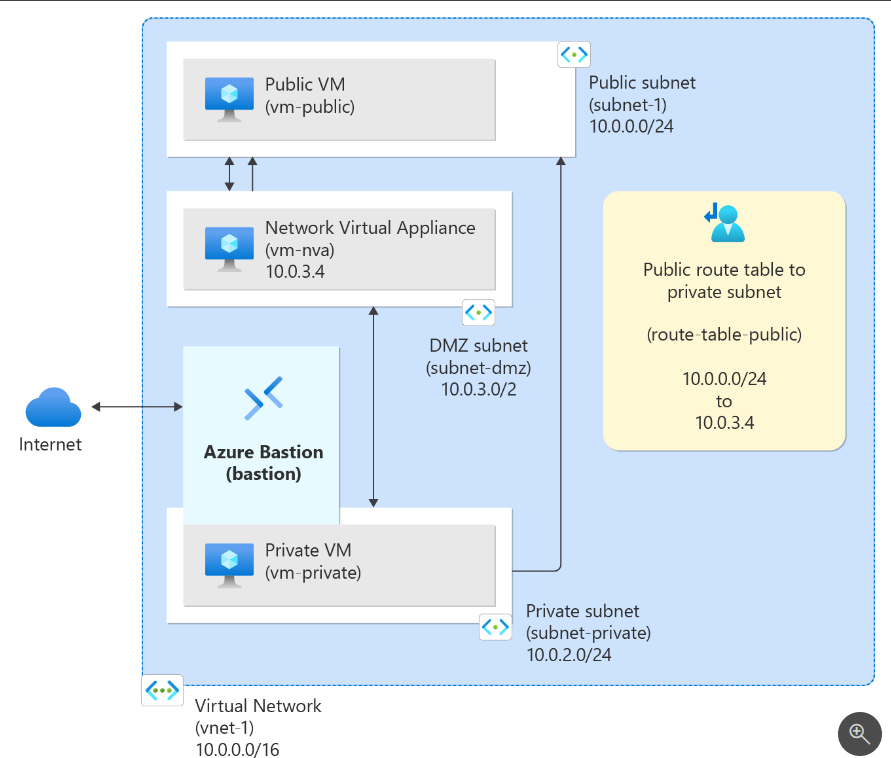 Public VM
(vm-public)
Public subnet
(subnet-1)
10.0.0.0/24
Network Virtual Appliance
(vm-nva)
10.0.3.4
DMZ subnet
(subnet-dmz)
10.0.3.0/2
Public route table to
private subnet
(route-table-public)
10.0.0.0/24
to
10.0.3.4
Internet
Azure Bastion
(bastion)
Private VM
(vm-private)
Private subnet
(subnet-private)
10.0.2.0/24
Virtual Network
(vnet-1)
10.0.0.0/16